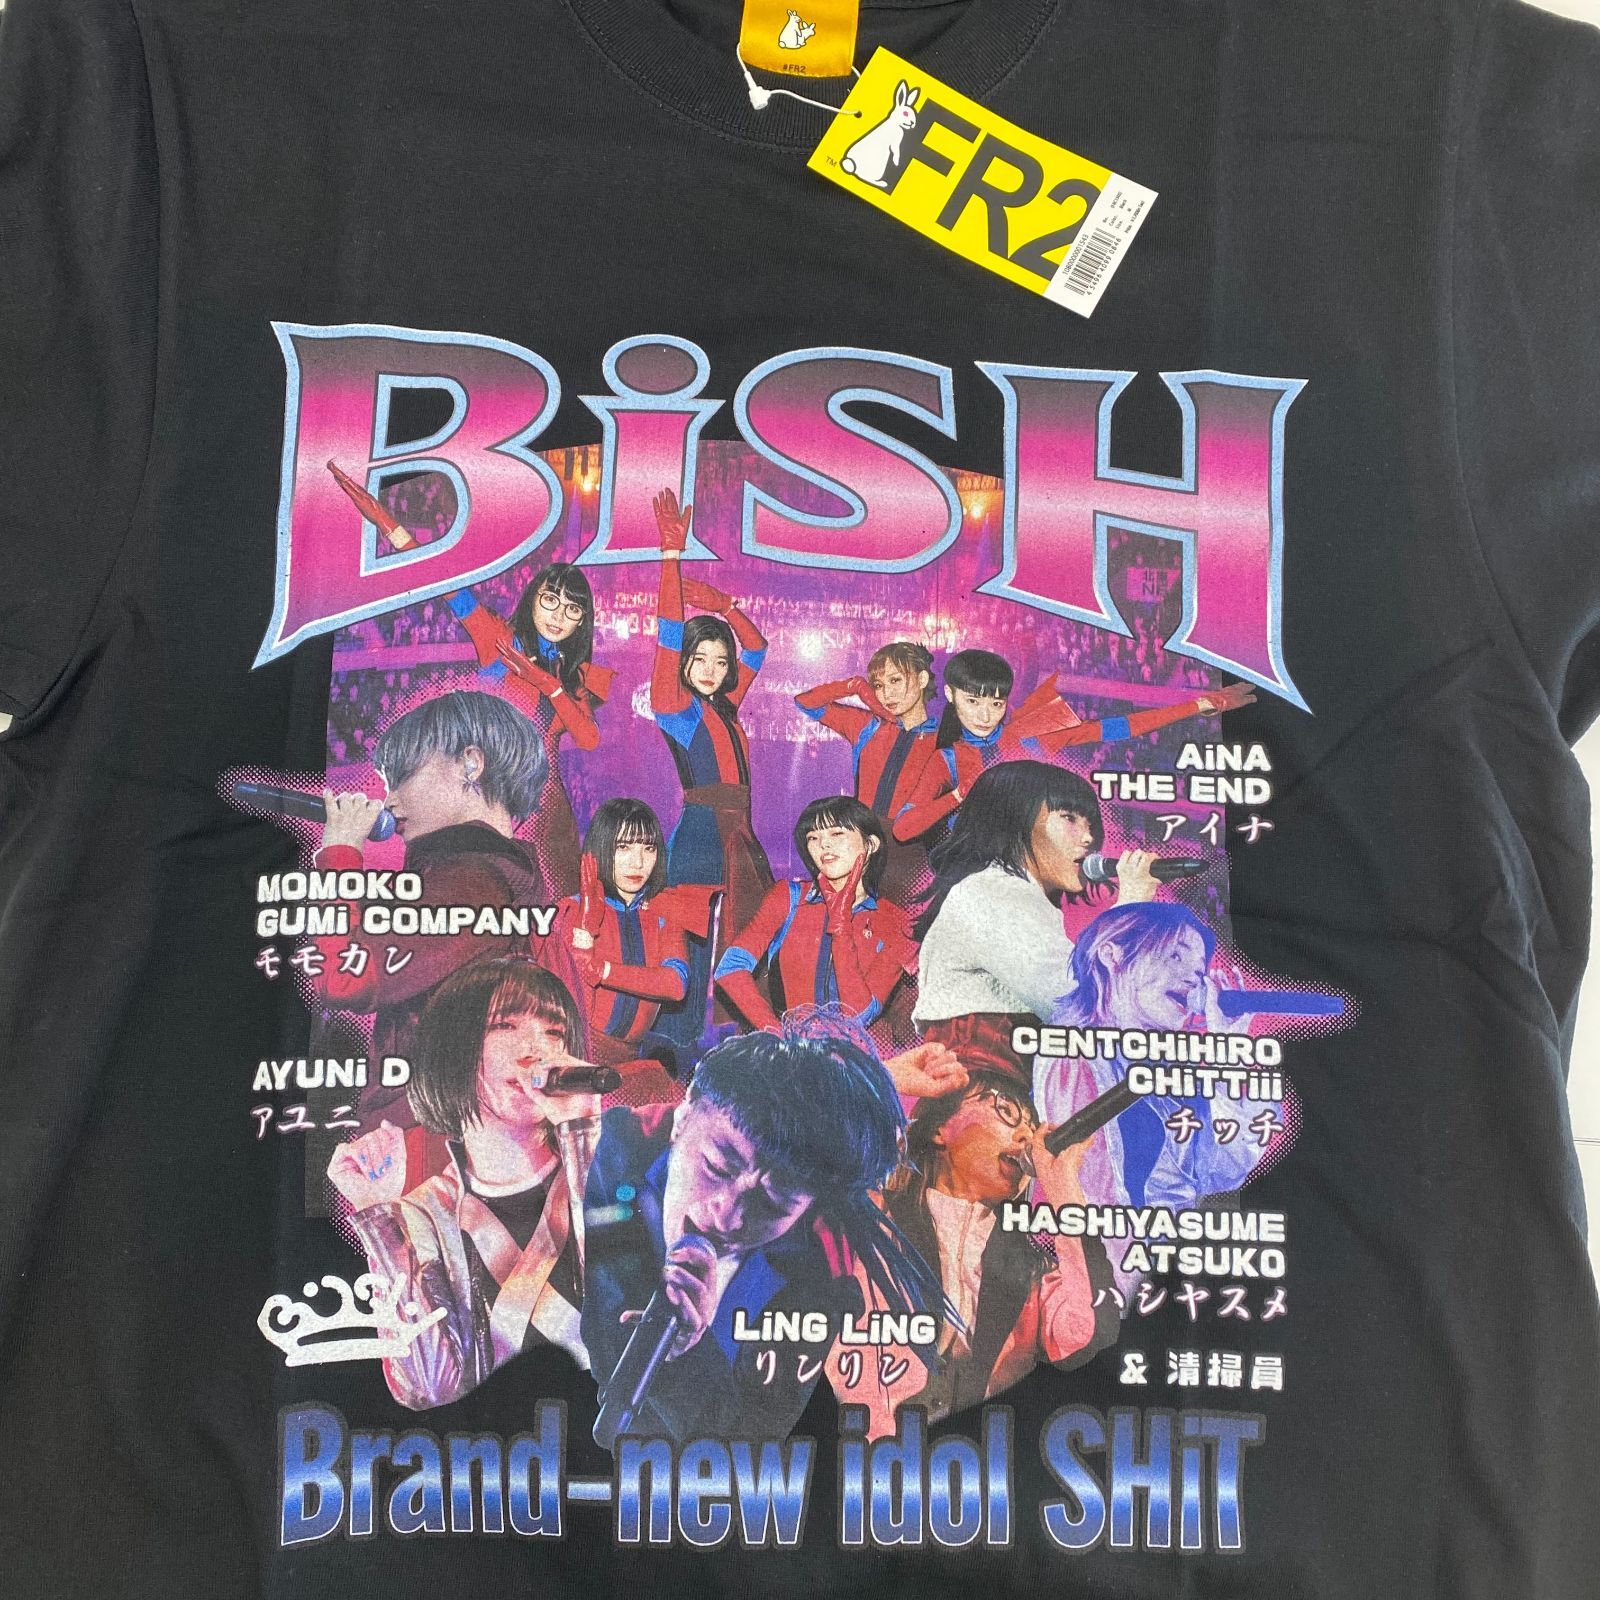 #FR2
FR2
TM
BiSH
AiNA
THE END
アイナ
MOMOKO
GUMi COMPANY
モモカン
AYUNi D
アユニ
CENTCHiHiRO
CHiTTiii
チッチ
HASHiYASUME
ATSUKO
ハシヤスメ
LiNG LiNG
リンリン
& 清掃員
Brand-new idol SHiT